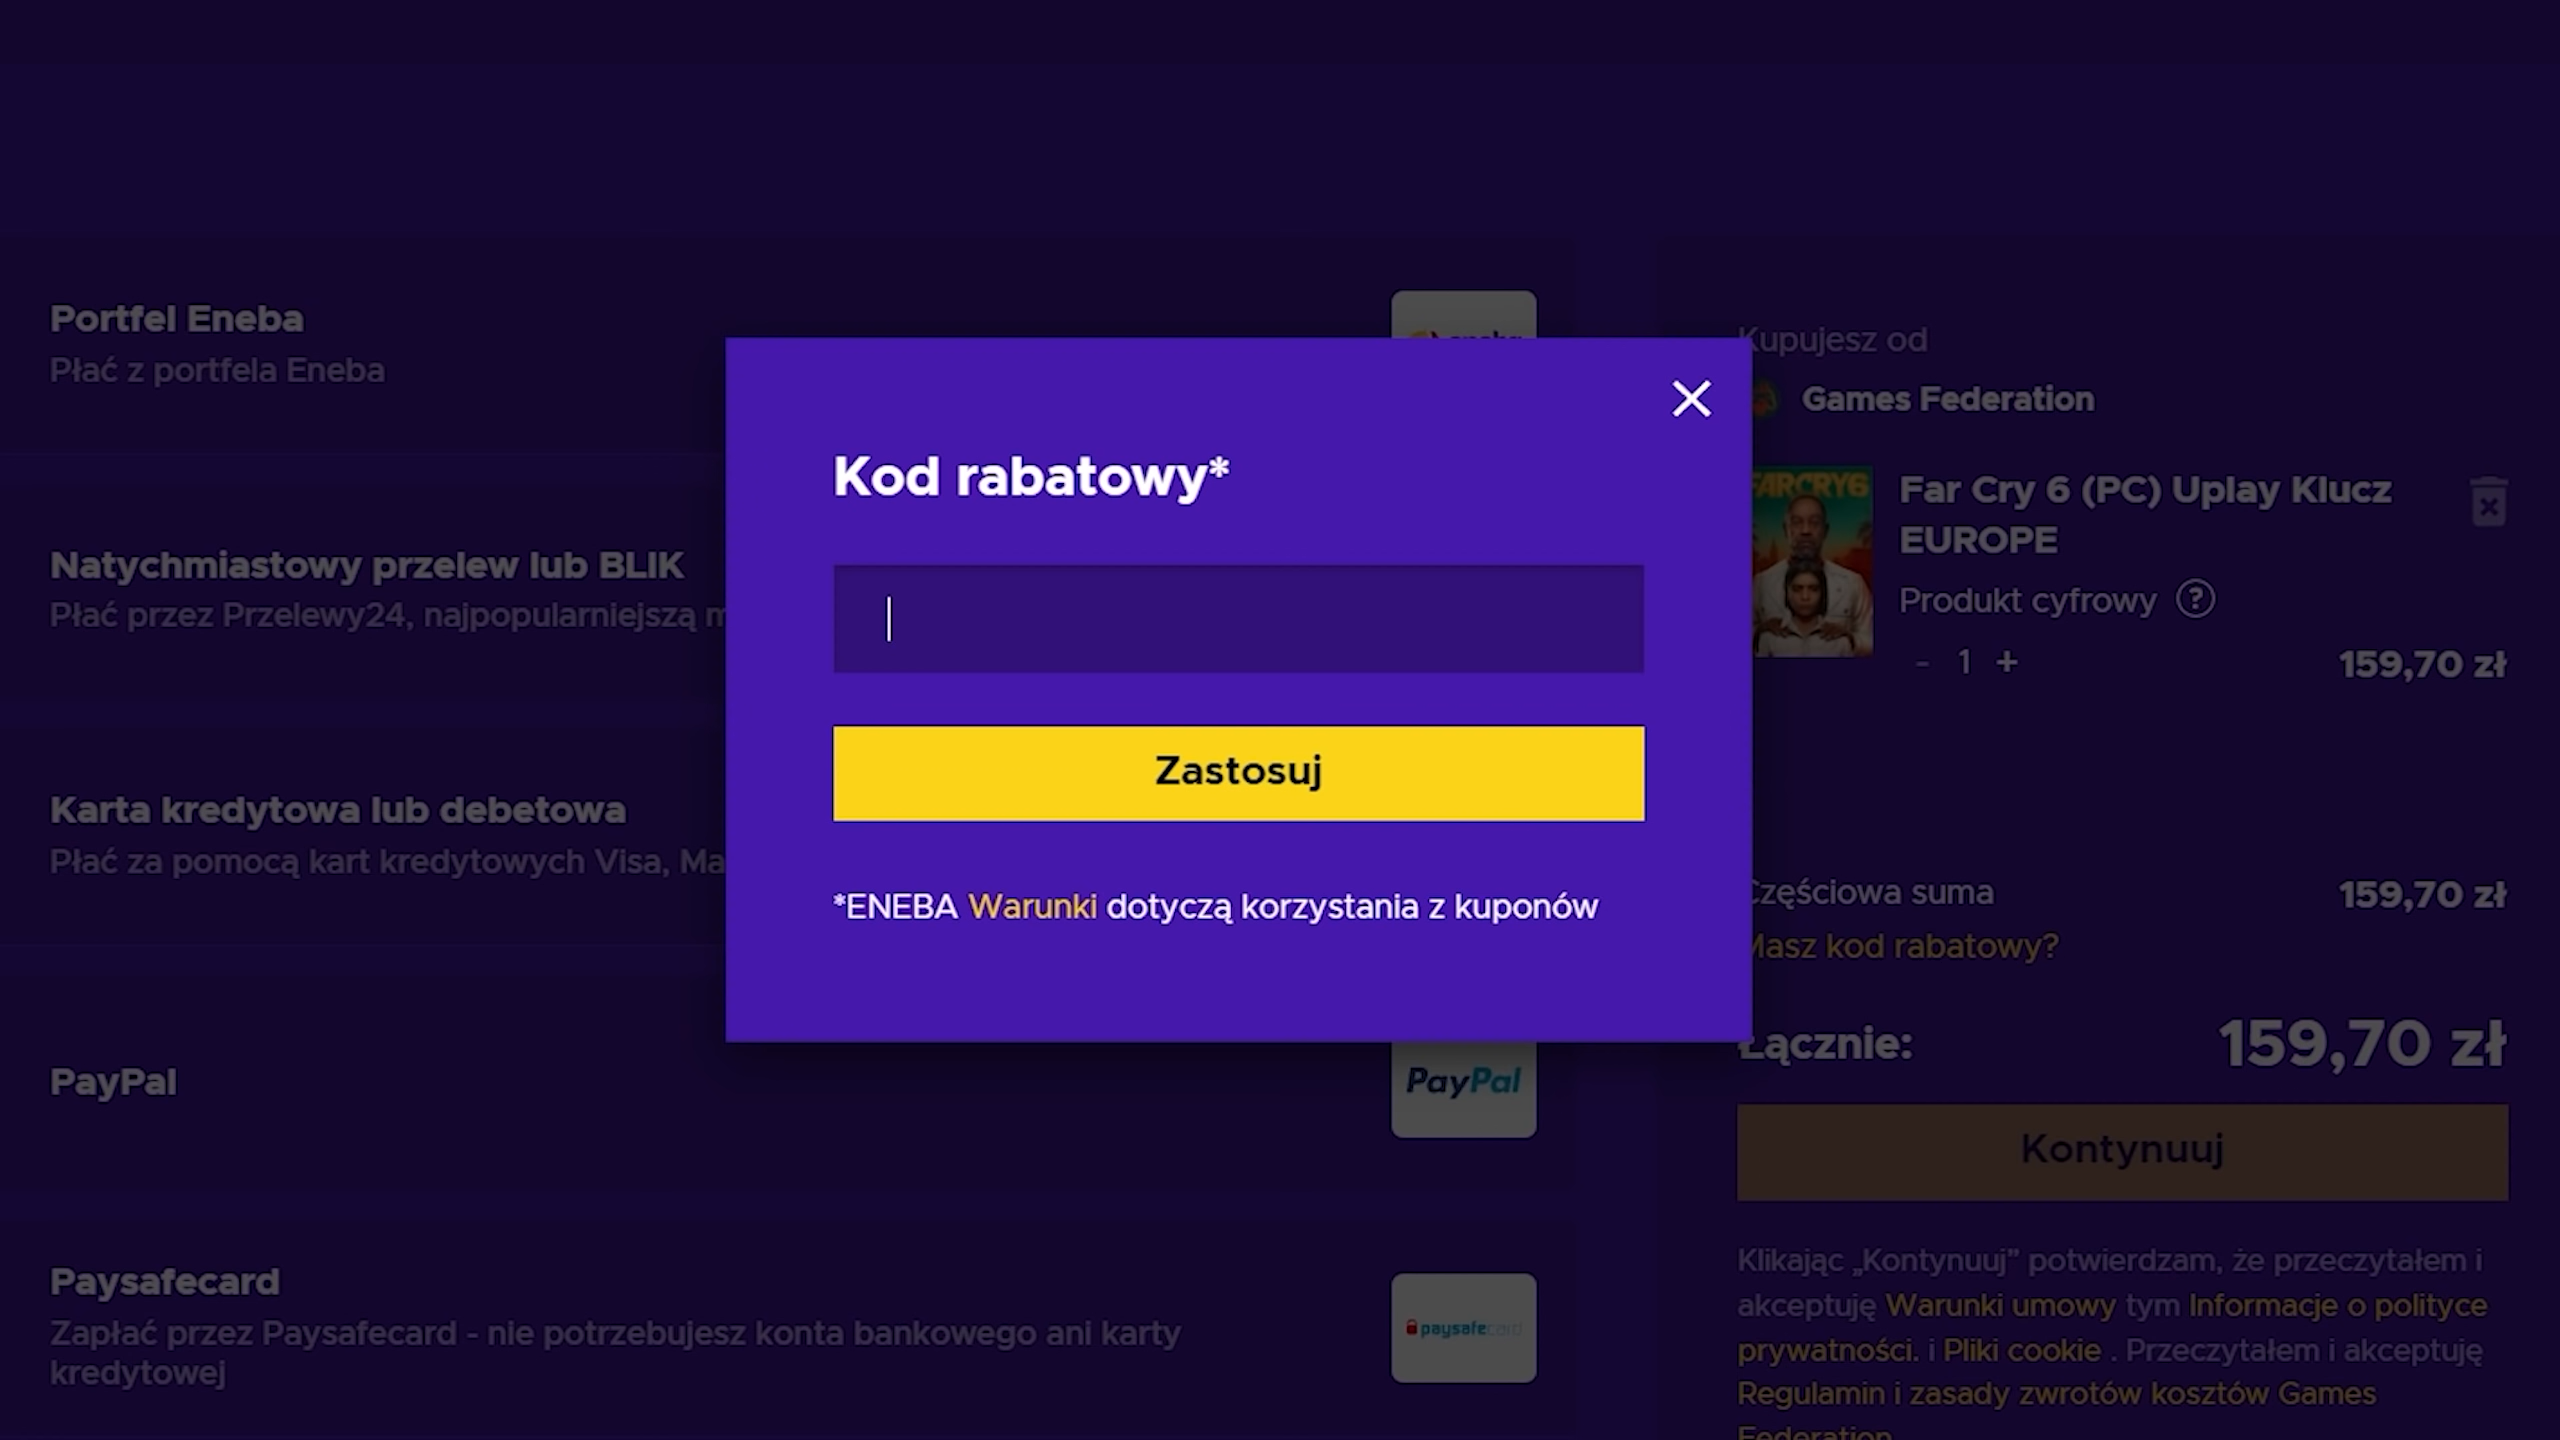 Portfel Eneba
Płać z portfela Eneba
Natychmiastowy przelew lub BLIK
Płać przez Przelewy24, najpopularniejszą
Karta kredytowa lub debetowa
Płać za pomocą kart kredytowych Visa,
PayPal
PayPal
Paysafecard
Zapłać przez Paysafecard - nie potrzebujesz konta bankowego ani karty
kredytowej
paysafecard
Kod rabatowy*
Zastosuj
*ENEBA Warunki dotyczą korzystania z kuponów
Kupujesz od
Games Federation
FARCRY6
Far Cry 6 (PC) Uplay Klucz
EUROPE
Produkt cyfrowy ?
- 1 +
159,70 zł
Częściowa suma 159,70 zł
Masz kod rabatowy?
Łącznie: 159,70 zł
Kontynuuj
Klikając „Kontynuuj” potwierdzam, że przeczytałem i
akceptuję Warunki umowy tym Informacje o polityce
prywatności. i Pliki cookie . Przeczytałem i akceptuję
Regulamin i zasady zwrotów kosztów Games
Federation